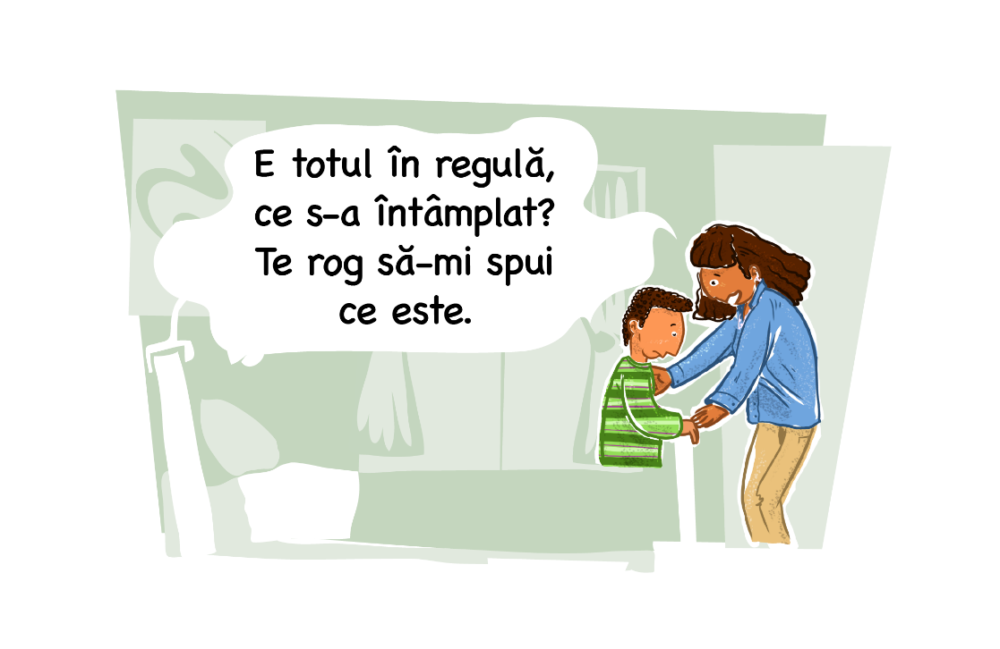 E totul în regulă,
ce s-a întâmplat?
Te rog să-mi spui
ce este.